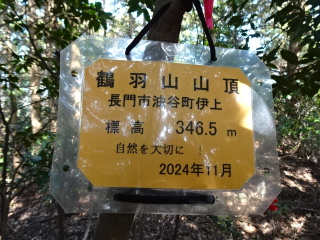 鶴羽山山頂
長門市油谷町伊上
標高 346.5 m
自然を大切に !
2024年11月